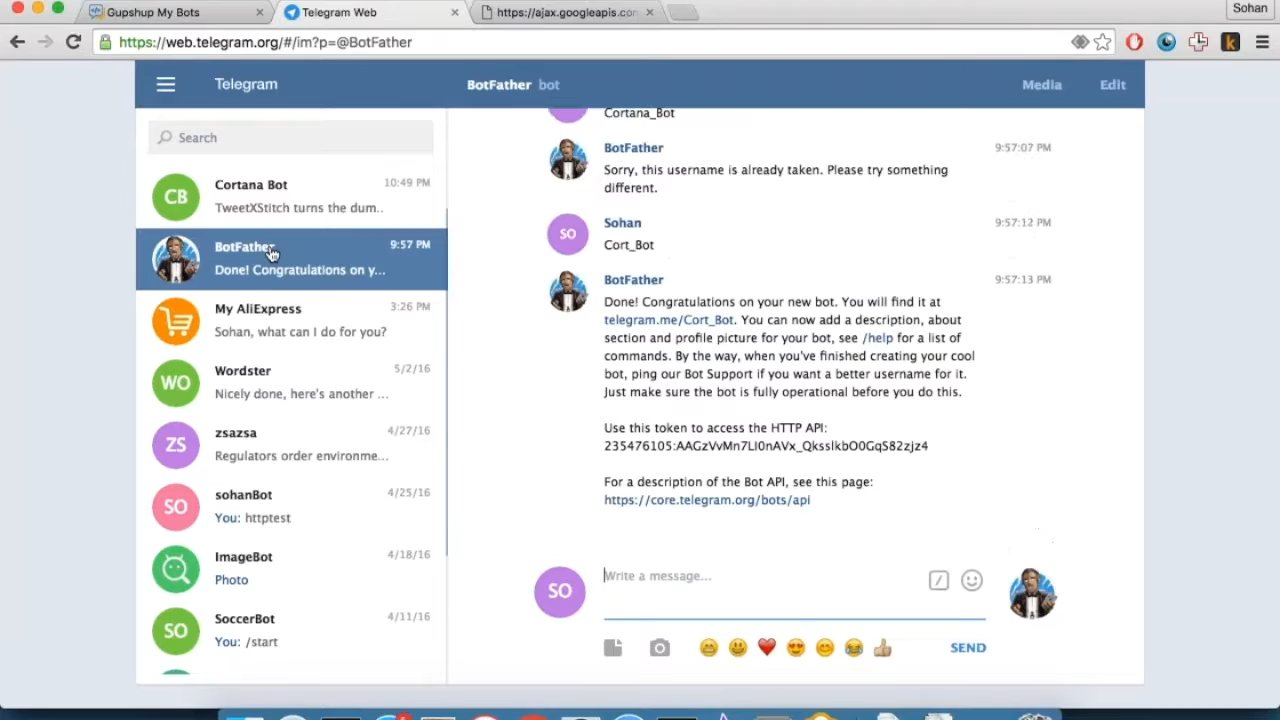 Gupshup My Bots
Telegram Web
https://ajax.googleapis.com
Sohan
https://web.telegram.org/#/im?p=@BotFather
Telegram
BotFather bot
Media
Edit
Search
Cortana Bot
10:49 PM
TweetXStitch turns the dum..
BotFather
9:57 PM
Done! Congratulations on y...
My AliExpress
3:26 PM
Sohan, what can I do for you?
Wordster
5/2/16
Nicely done, here's another ...
zsazsa
4/27/16
Regulators order environme...
sohanBot
4/25/16
You: httptest
ImageBot
4/18/16
Photo
SoccerBot
4/11/16
You: /start
CB
WO
ZS
SO
SO
Cortana_Bot
BotFather
9:57:07 PM
Sorry, this username is already taken. Please try something
different.
SO
Sohan
9:57:12 PM
Cort_Bot
BotFather
9:57:13 PM
Done! Congratulations on your new bot. You will find it at
telegram.me/Cort_Bot. You can now add a description, about
section and profile picture for your bot, see /help for a list of
commands. By the way, when you've finished creating your cool
bot, ping our Bot Support if you want a better username for it.
Just make sure the bot is fully operational before you do this.
Use this token to access the HTTP API:
For a description of the Bot API, see this page:
https://core.telegram.org/bots/api
SO
Write a message...
SEND